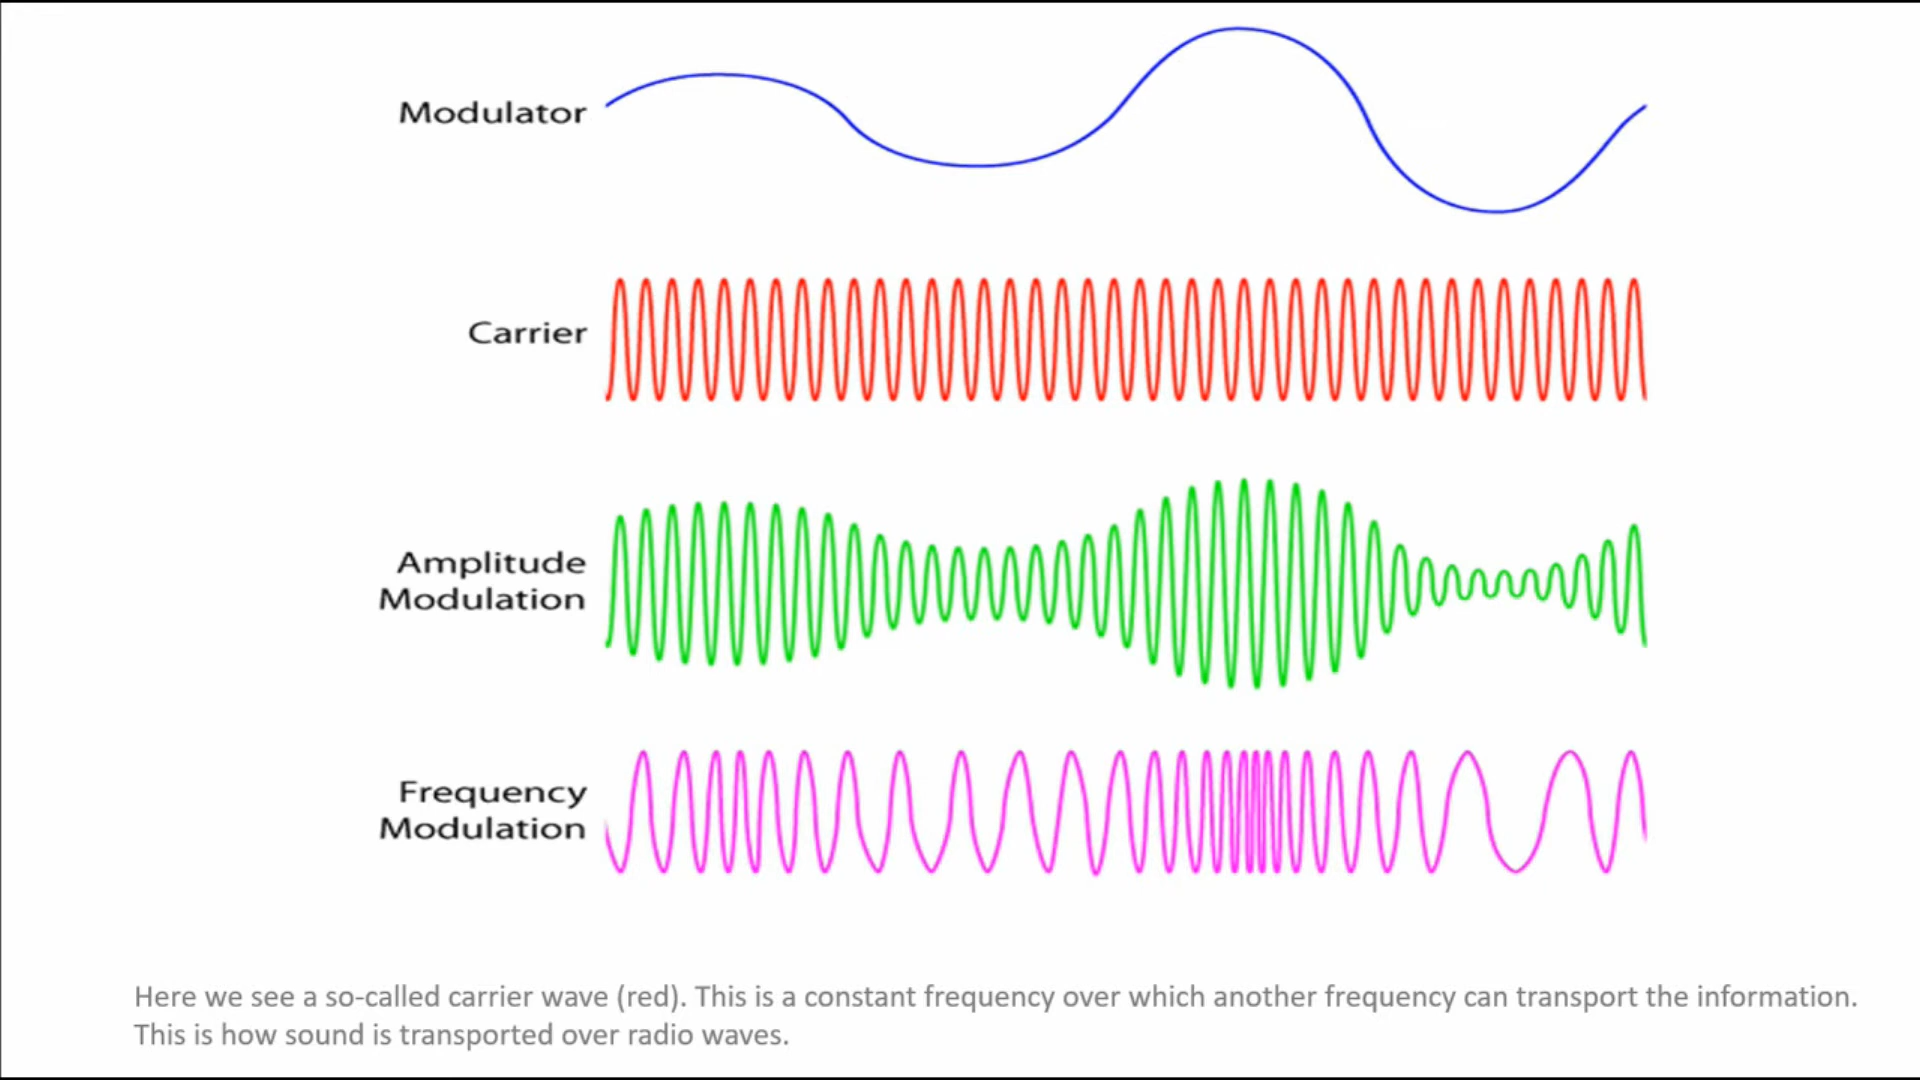 Modulator
Carrier
Amplitude
Modulation
Frequency
Modulation
Here we see a so-called carrier wave (red). This is a constant frequency over which another frequency can transport the information.
This is how sound is transported over radio waves.